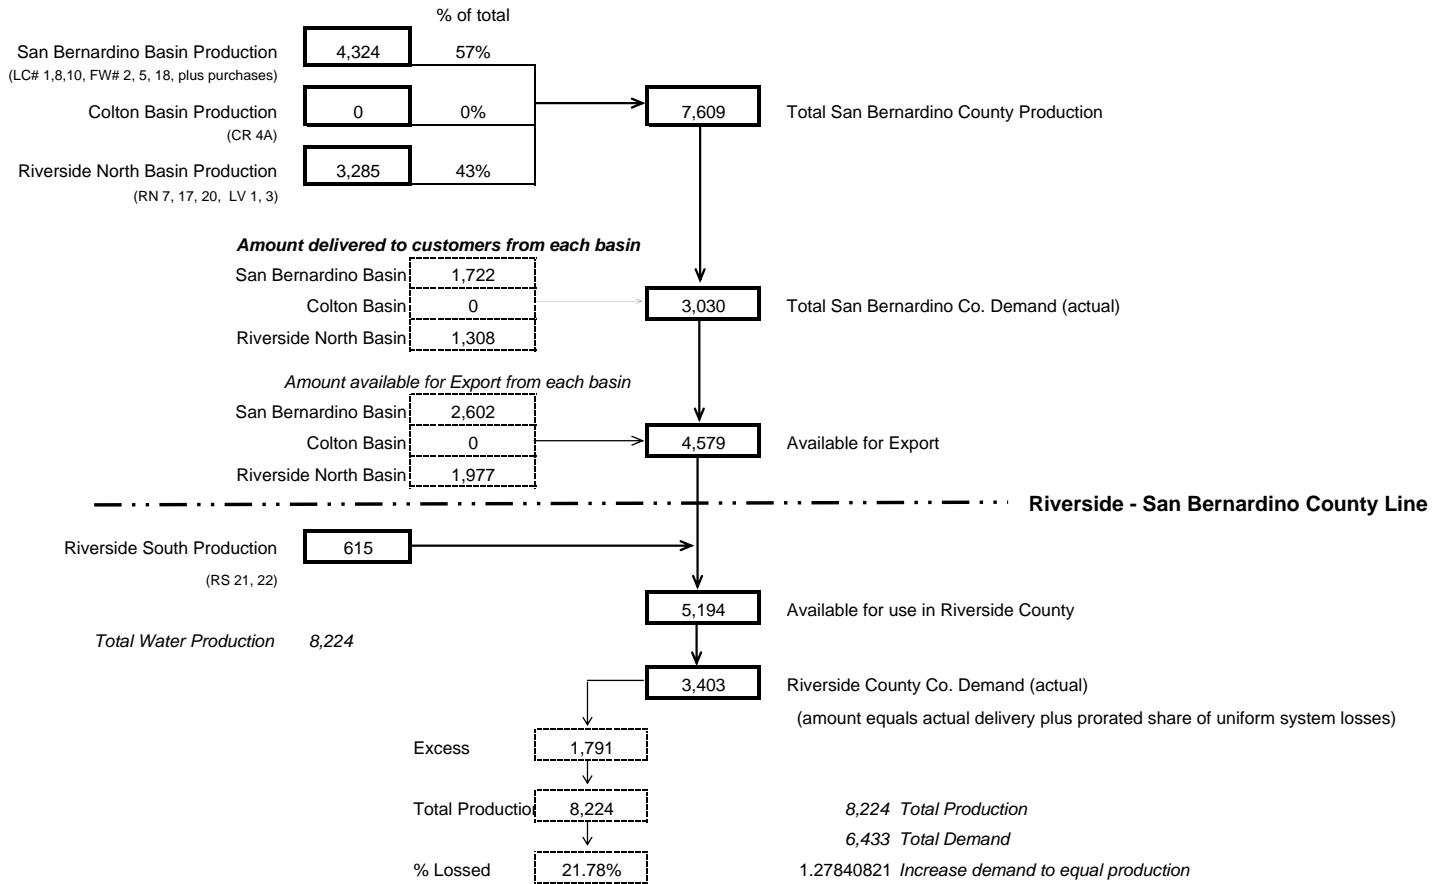 % of total
San Bernardino Basin Production 4,324 57%
(LC# 1,8,10, FW# 2, 5, 18, plus purchases)
Colton Basin Production 0 0% 7,609 Total San Bernardino County Production
(CR 4A)
Riverside North Basin Production 3,285 43%
(RN 7, 17, 20, LV 1, 3)
Amount delivered to customers from each basin
San Bernardino Basin 1,722
Colton Basin 0 3,030 Total San Bernardino Co. Demand (actual)
Riverside North Basin 1,308
Amount available for Export from each basin
San Bernardino Basin 2,602
Colton Basin 0 4,579 Available for Export
Riverside North Basin 1,977
Riverside - San Bernardino County Line
Riverside South Production 615
(RS 21, 22)
5,194 Available for use in Riverside County
Total Water Production 8,224
3,403 Riverside County Co. Demand (actual)
(amount equals actual delivery plus prorated share of uniform system losses)
Excess 1,791
Total Production 8,224 8,224 Total Production
6,433 Total Demand
% Lossed 21.78% 1.27840821 Increase demand to equal production